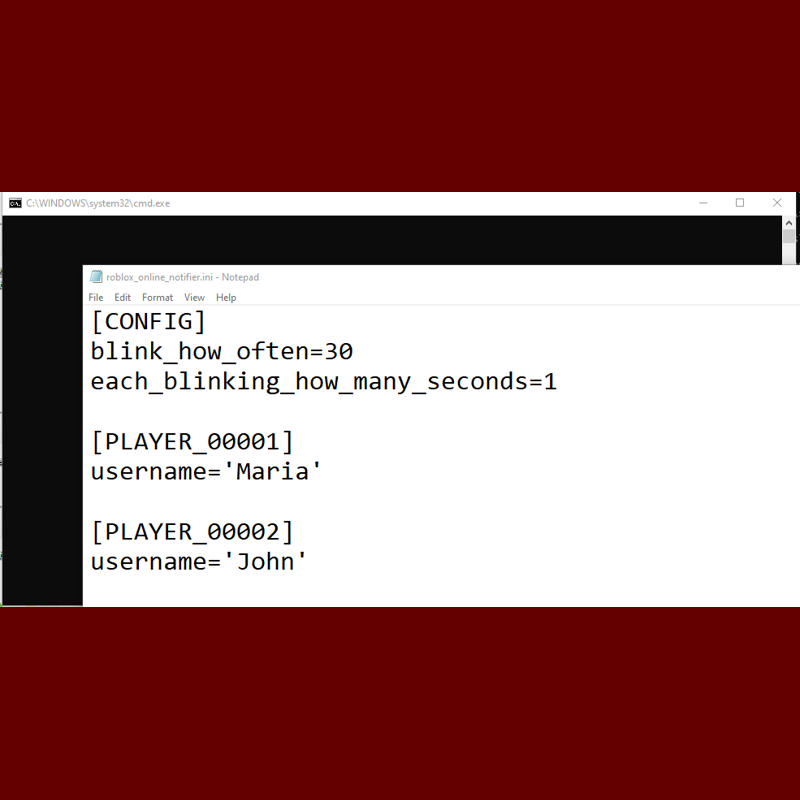 C:\WINDOWS\system32\cmd.exe
roblox_online_notifier.ini - Notepad
File Edit Format View Help
[CONFIG]
blink_how_often=30
each_blinking_how_many_seconds=1
[PLAYER_00001]
username='Maria'
[PLAYER_00002]
username='John'